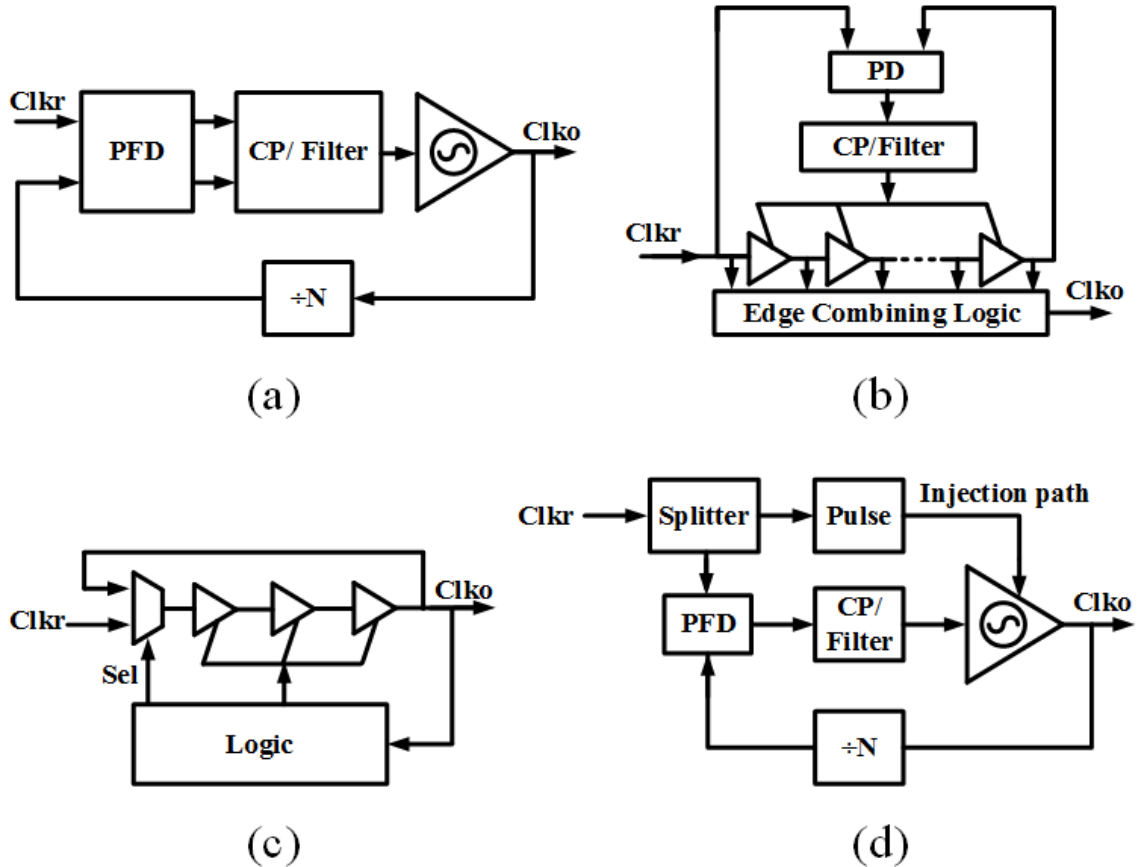 Clkr
PFD
CP/ Filter
Clko
÷N
(a)
PD
CP/Filter
Clkr
Edge Combining Logic
Clko
(b)
Clkr
Clko
Sel
Logic
(c)
Clkr
Splitter
Pulse
Injection path
PFD
CP/
Filter
Clko
÷N
(d)